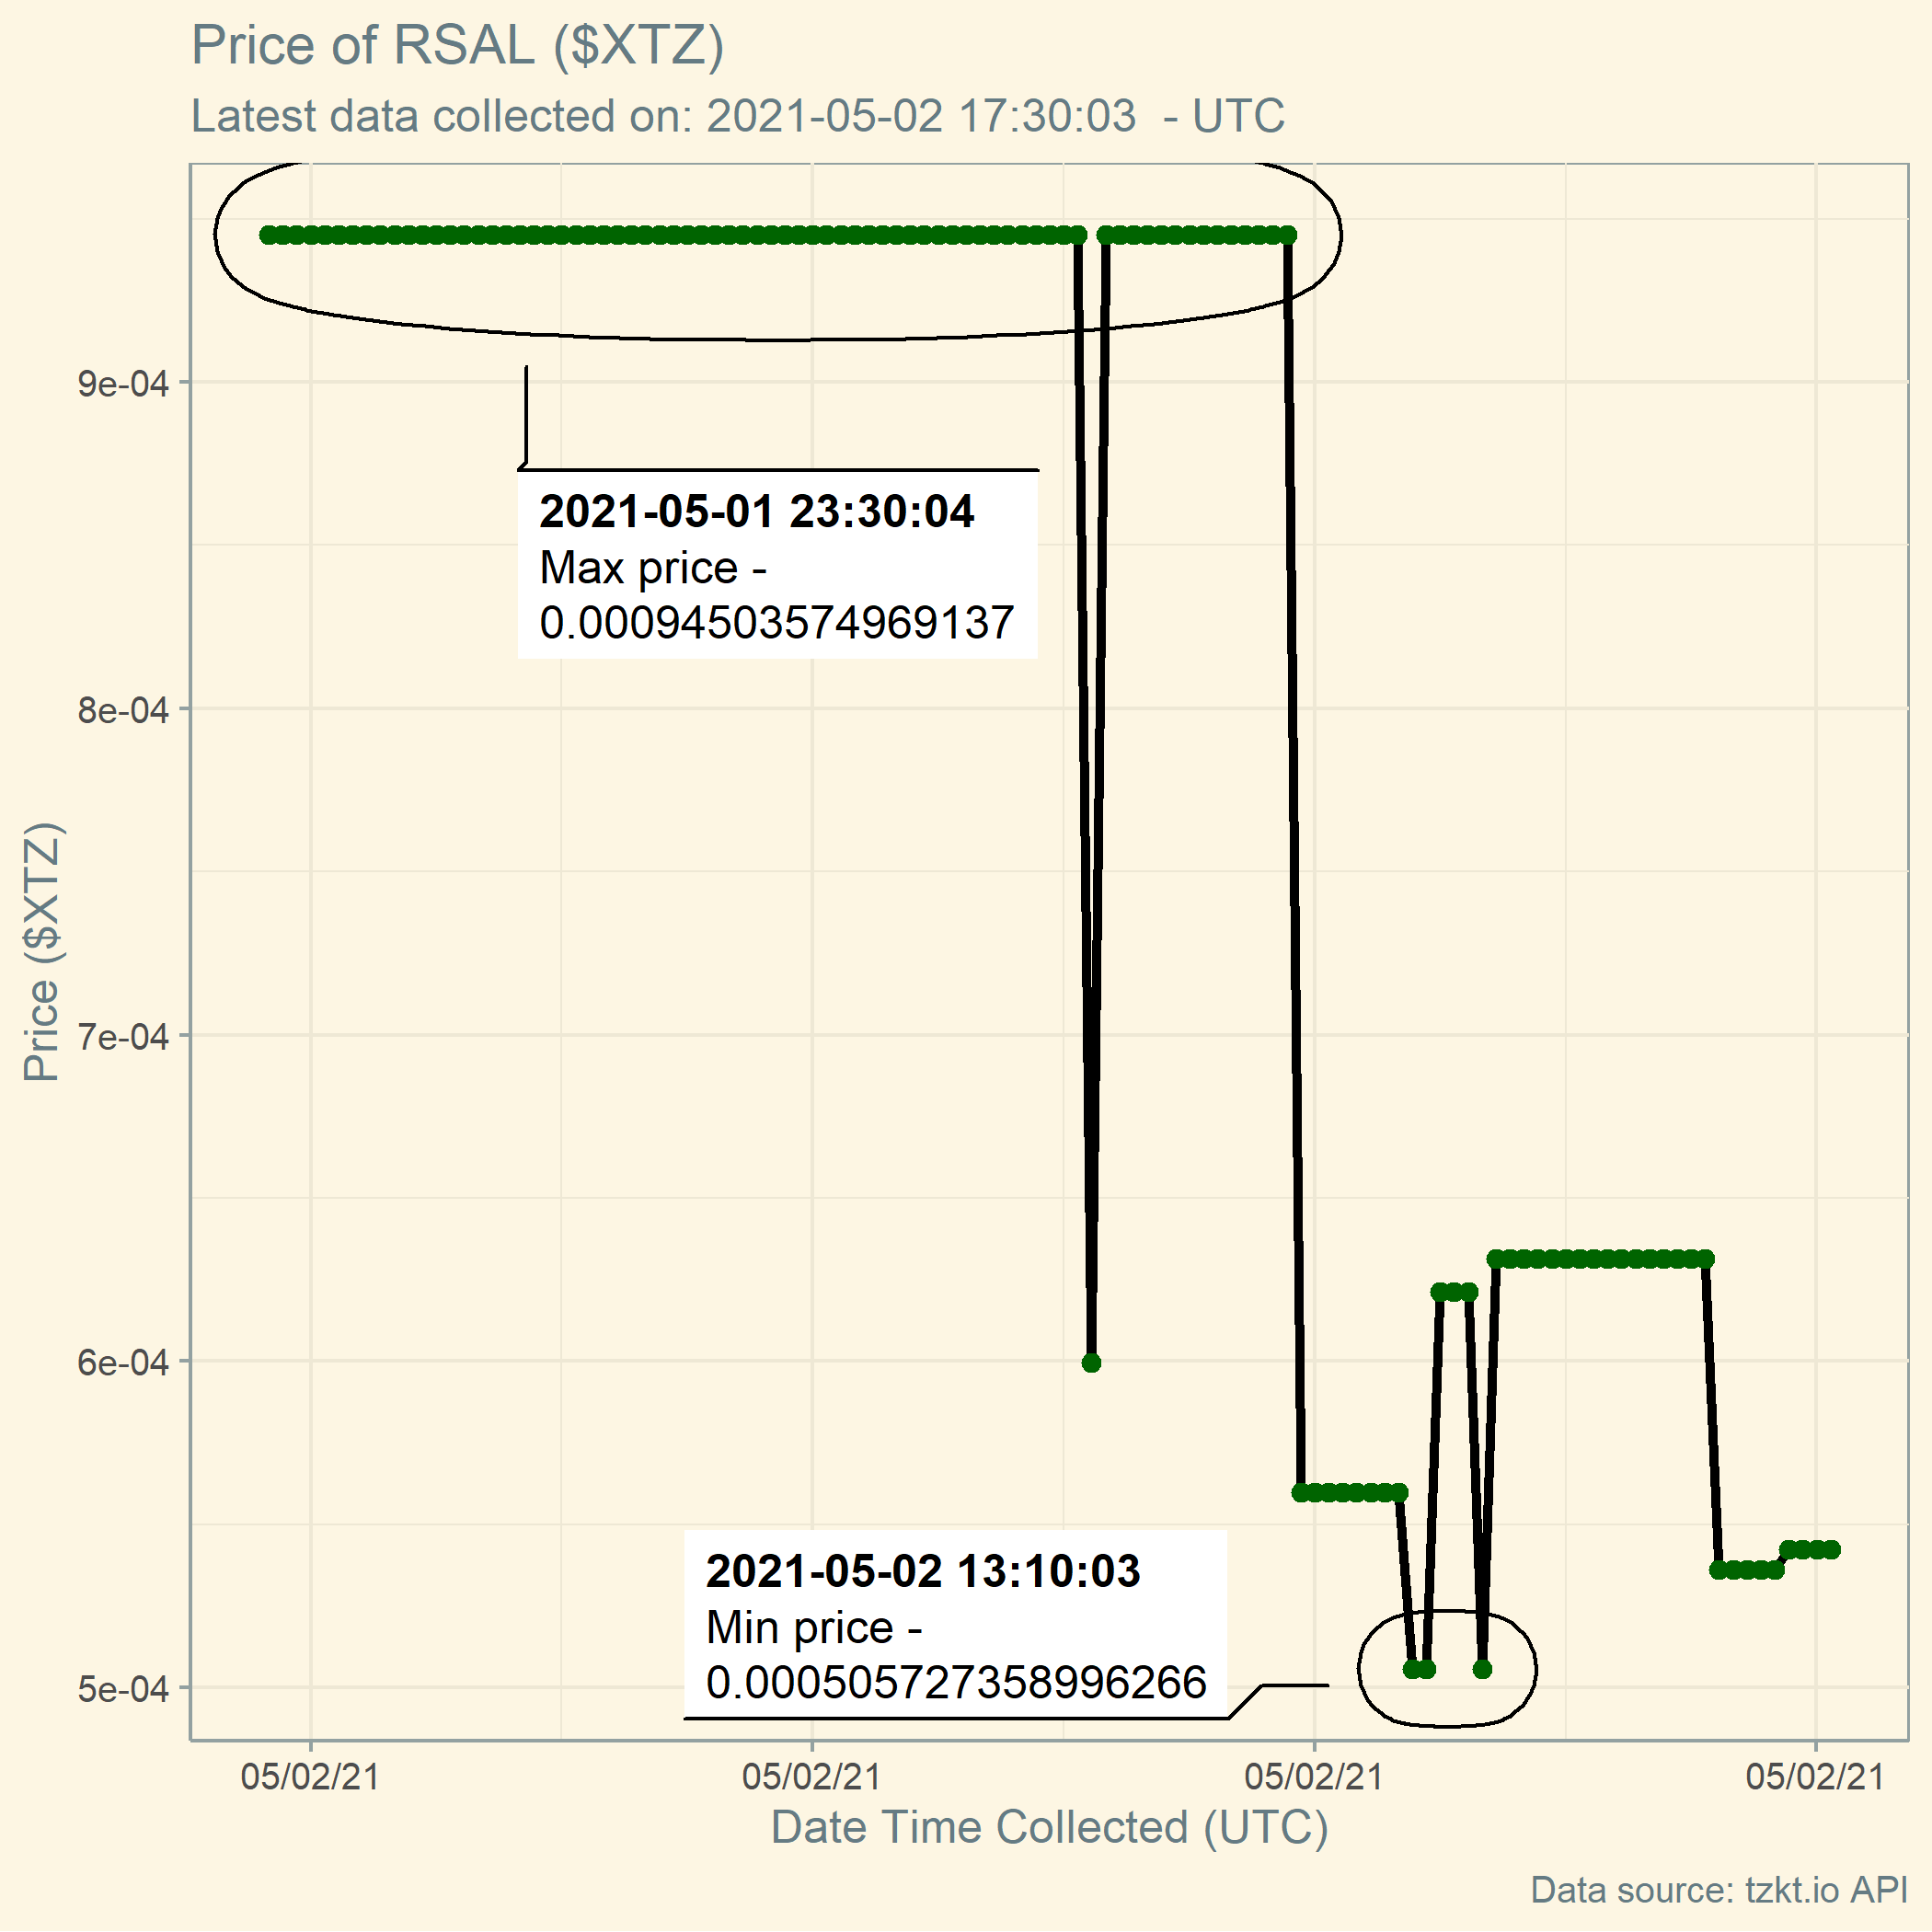 Price of RSAL ($XTZ)
Latest data collected on: 2021-05-02 17:30:03  - UTC
9e-04
2021-05-01 23:30:04
Max price -
0.00094503574969137
8e-04
Price ($XTZ)
7e-04
6e-04
2021-05-02 13:10:03
Min price -
0.000505727358996266
5e-04
05/02/21
05/02/21
05/02/21
05/02/21
Date Time Collected (UTC)
Data source: tzkt.io API